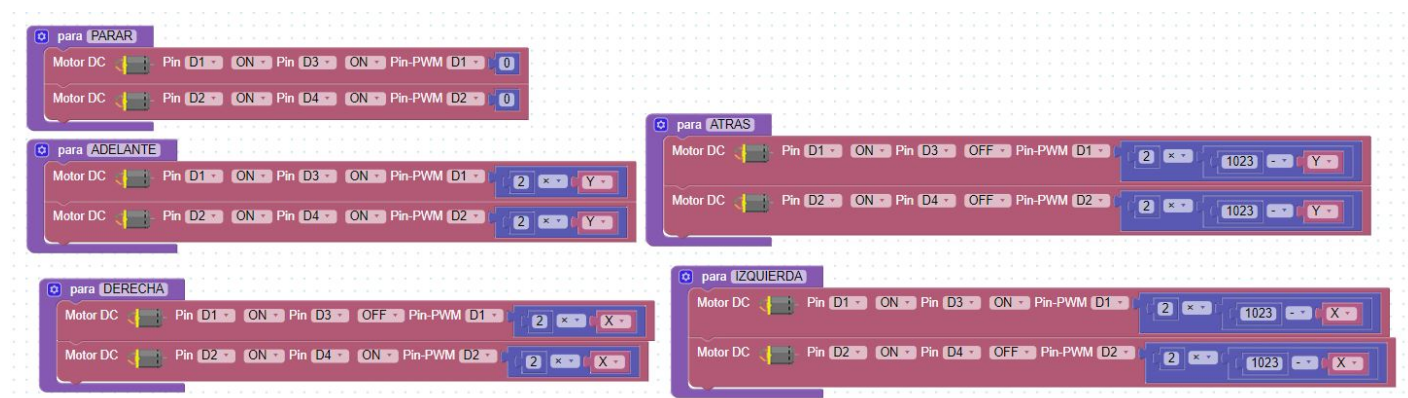 para PARAR
Motor DC Pin D1 ON Pin D3 ON Pin-PWM D1 0
Motor DC Pin D2 ON Pin D4 ON Pin-PWM D2 0
para ADELANTE
Motor DC Pin D1 ON Pin D3 ON Pin-PWM D1 2 × Y
Motor DC Pin D2 ON Pin D4 ON Pin-PWM D2 2 × Y
para ATRAS
Motor DC Pin D1 ON Pin D3 OFF Pin-PWM D1 2 × 1023 - Y
Motor DC Pin D2 ON Pin D4 OFF Pin-PWM D2 2 × 1023 - Y
para DERECHA
Motor DC Pin D1 ON Pin D3 OFF Pin-PWM D1 2 × X
Motor DC Pin D2 ON Pin D4 ON Pin-PWM D2 2 × X
para IZQUIERDA
Motor DC Pin D1 ON Pin D3 ON Pin-PWM D1 2 × 1023 - X
Motor DC Pin D2 ON Pin D4 OFF Pin-PWM D2 2 × 1023 - X